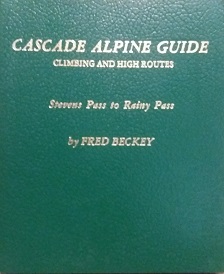 CASCADE ALPINE GUIDE
CLIMBING AND HIGH ROUTES
Stevens Pass to Rainy Pass
by FRED BECKEY